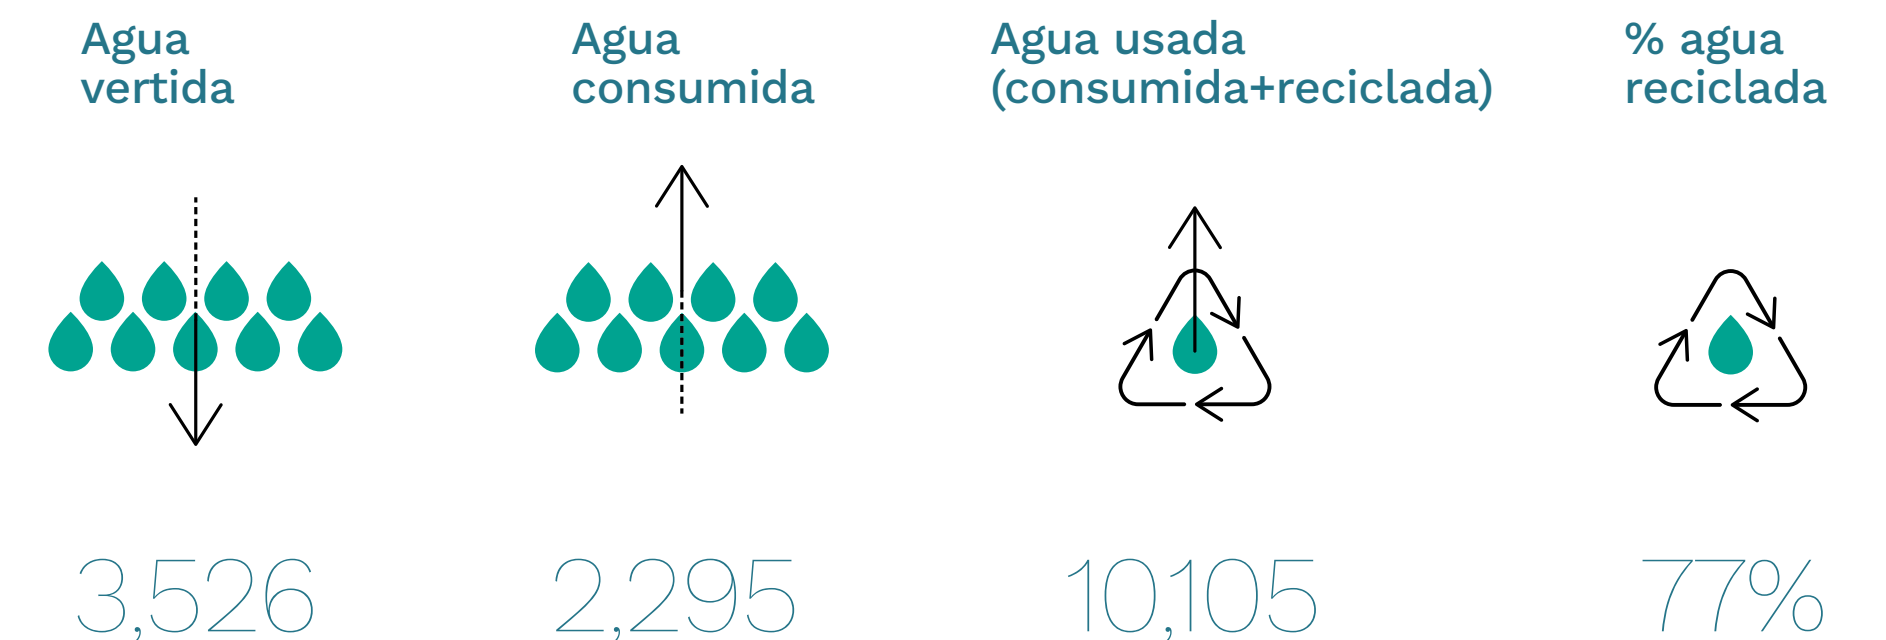 Agua
vertida
Agua
consumida
Agua usada
(consumida+reciclada)
% agua
reciclada
3,526
2,295
10,105
77%